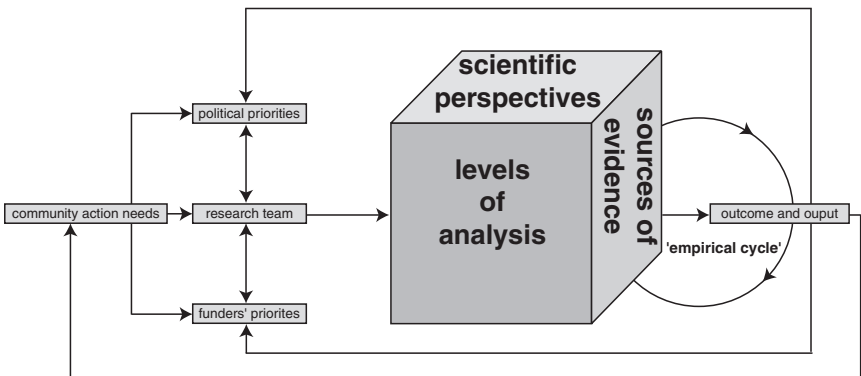 scientific
perspectives
political priorities
levels
of
analysis
sources of
evidence
community action needs
research team
outcome and ouput
'empirical cycle'
funders' priorites